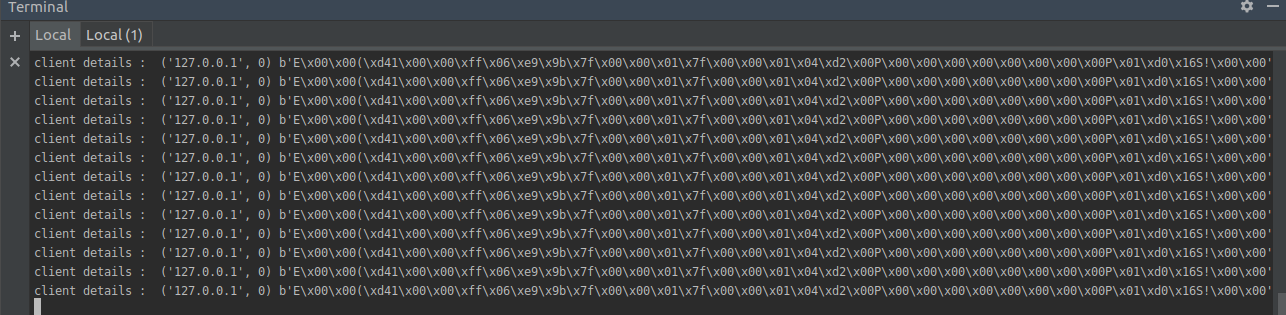 Terminal
+ Local Local (1)
× client details :  ('127.0.0.1', 0) b'E\x00\x00(\xd41\x00\x00\xff\x06\xe9\x9b\x7f\x00\x00\x01\x7f\x00\x00\x01\x04\xd2\x00P\x00\x00\x00\x00\x00\x00\x00\x00P\x01\xd0\x16S!\x00\x00'
client details :  ('127.0.0.1', 0) b'E\x00\x00(\xd41\x00\x00\xff\x06\xe9\x9b\x7f\x00\x00\x01\x7f\x00\x00\x01\x04\xd2\x00P\x00\x00\x00\x00\x00\x00\x00\x00P\x01\xd0\x16S!\x00\x00'
client details :  ('127.0.0.1', 0) b'E\x00\x00(\xd41\x00\x00\xff\x06\xe9\x9b\x7f\x00\x00\x01\x7f\x00\x00\x01\x04\xd2\x00P\x00\x00\x00\x00\x00\x00\x00\x00P\x01\xd0\x16S!\x00\x00'
client details :  ('127.0.0.1', 0) b'E\x00\x00(\xd41\x00\x00\xff\x06\xe9\x9b\x7f\x00\x00\x01\x7f\x00\x00\x01\x04\xd2\x00P\x00\x00\x00\x00\x00\x00\x00\x00P\x01\xd0\x16S!\x00\x00'
client details :  ('127.0.0.1', 0) b'E\x00\x00(\xd41\x00\x00\xff\x06\xe9\x9b\x7f\x00\x00\x01\x7f\x00\x00\x01\x04\xd2\x00P\x00\x00\x00\x00\x00\x00\x00\x00P\x01\xd0\x16S!\x00\x00'
client details :  ('127.0.0.1', 0) b'E\x00\x00(\xd41\x00\x00\xff\x06\xe9\x9b\x7f\x00\x00\x01\x7f\x00\x00\x01\x04\xd2\x00P\x00\x00\x00\x00\x00\x00\x00\x00P\x01\xd0\x16S!\x00\x00'
client details :  ('127.0.0.1', 0) b'E\x00\x00(\xd41\x00\x00\xff\x06\xe9\x9b\x7f\x00\x00\x01\x7f\x00\x00\x01\x04\xd2\x00P\x00\x00\x00\x00\x00\x00\x00\x00P\x01\xd0\x16S!\x00\x00'
client details :  ('127.0.0.1', 0) b'E\x00\x00(\xd41\x00\x00\xff\x06\xe9\x9b\x7f\x00\x00\x01\x7f\x00\x00\x01\x04\xd2\x00P\x00\x00\x00\x00\x00\x00\x00\x00P\x01\xd0\x16S!\x00\x00'
client details :  ('127.0.0.1', 0) b'E\x00\x00(\xd41\x00\x00\xff\x06\xe9\x9b\x7f\x00\x00\x01\x7f\x00\x00\x01\x04\xd2\x00P\x00\x00\x00\x00\x00\x00\x00\x00P\x01\xd0\x16S!\x00\x00'
client details :  ('127.0.0.1', 0) b'E\x00\x00(\xd41\x00\x00\xff\x06\xe9\x9b\x7f\x00\x00\x01\x7f\x00\x00\x01\x04\xd2\x00P\x00\x00\x00\x00\x00\x00\x00\x00P\x01\xd0\x16S!\x00\x00'
client details :  ('127.0.0.1', 0) b'E\x00\x00(\xd41\x00\x00\xff\x06\xe9\x9b\x7f\x00\x00\x01\x7f\x00\x00\x01\x04\xd2\x00P\x00\x00\x00\x00\x00\x00\x00\x00P\x01\xd0\x16S!\x00\x00'
client details :  ('127.0.0.1', 0) b'E\x00\x00(\xd41\x00\x00\xff\x06\xe9\x9b\x7f\x00\x00\x01\x7f\x00\x00\x01\x04\xd2\x00P\x00\x00\x00\x00\x00\x00\x00\x00P\x01\xd0\x16S!\x00\x00'
client details :  ('127.0.0.1', 0) b'E\x00\x00(\xd41\x00\x00\xff\x06\xe9\x9b\x7f\x00\x00\x01\x7f\x00\x00\x01\x04\xd2\x00P\x00\x00\x00\x00\x00\x00\x00\x00P\x01\xd0\x16S!\x00\x00'